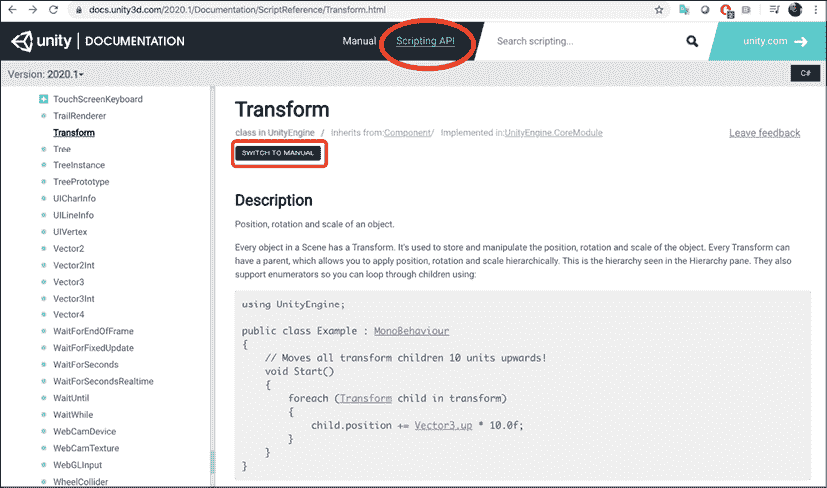 docs.unity3d.com/2020.1/Documentation/ScriptReference/Transform.html
unity | DOCUMENTATION
Manual
Scripting API
Search scripting...
unity.com
Version: 2020.1
C#
TouchScreenKeyboard
TrailRenderer
Transform
Tree
TreeInstance
TreePrototype
UICharInfo
UILineInfo
UIVertex
Vector2
Vector2Int
Vector3
Vector3Int
Vector4
WaitForEndOfFrame
WaitForFixedUpdate
WaitForSeconds
WaitForSecondsRealtime
WaitUntil
WaitWhile
WebCamDevice
WebCamTexture
WebGLInput
WheelCollider
Transform
class in UnityEngine / Inherits from:Component/ Implemented in:UnityEngine.CoreModule
Leave feedback
SWITCH TO MANUAL
Description
Position, rotation and scale of an object.
Every object in a Scene has a Transform. It's used to store and manipulate the position, rotation and scale of the object. Every Transform can
have a parent, which allows you to apply position, rotation and scale hierarchically. This is the hierarchy seen in the Hierarchy pane. They also
support enumerators so you can loop through children using:
using UnityEngine;
public class Example : MonoBehaviour
{
// Moves all transform children 10 units upwards!
void Start()
{
foreach (Transform child in transform)
{
child.position += Vector3.up * 10.0f;
}
}
}